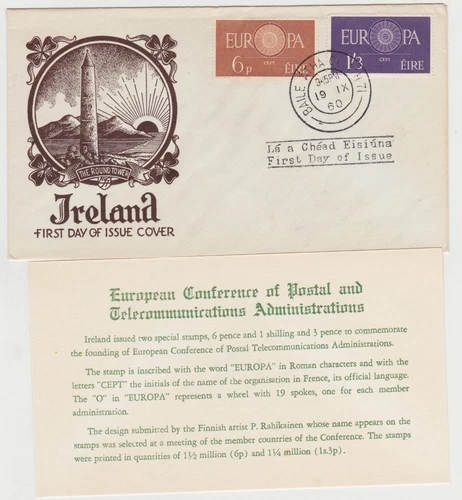 EUROPA
CEPT
6p ÉIRE
EUROPA
CEPT
1/3 ÉIRE
BAILE ÁTHA CLIATH
19 IX
60
Lá a Chéad Eisiúna
First Day of Issue
THE ROUND TOWER
Ireland
FIRST DAY OF ISSUE COVER
European Conference of Postal and
Telecommunications Administrations
Ireland issued two special stamps, 6 pence and 1 shilling and 3 pence to commemorate
the founding of European Conference of Postal Telecommunications Administrations.
The stamp is inscribed with the word "EUROPA" in Roman characters and with the
letters "CEPT" the initials of the name of the organisation in Frence, its official language.
The "O" in "EUROPA" represents a wheel with 19 spokes, one for each member
administration.
The design submitted by the Finnish artist P. Rahikainen whose name appears on the
stamps was selected at a meeting of the member countries of the Conference. The stamps
were printed in quantities of 1½ million (6p) and 1¼ million (1s.3p).